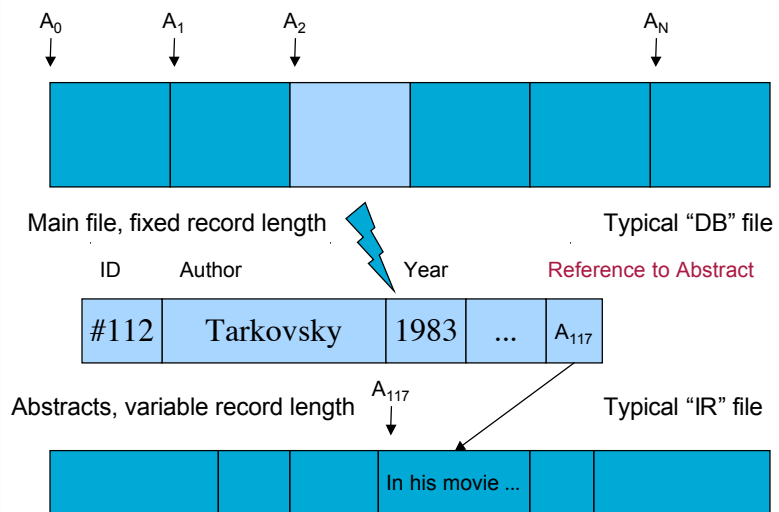 A₀ A₁ A₂ A_N
Main file, fixed record length Typical “DB” file
ID Author Year Reference to Abstract
#112 Tarkovsky 1983 ... A₁₁₇
A₁₁₇
Abstracts, variable record length Typical “IR” file
In his movie ...